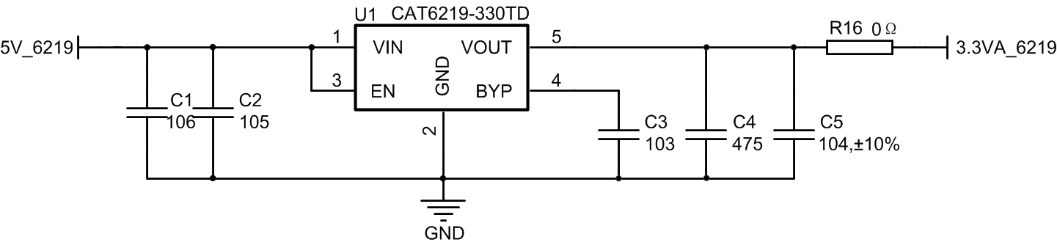 U1 CAT6219-330TD
5V_6219
1
VIN
VOUT
5
R16 0Ω
3.3VA_6219
3
EN
GND
BYP
4
C1
106
C2
105
2
C3
103
C4
475
C5
104,±10%
GND